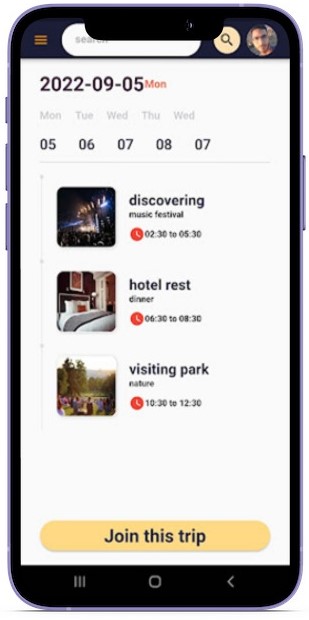 search
2022-09-05Mon
Mon Tue Wed Thu Wed
05 06 07 08 07
discovering
music festival
02:30 to 05:30
hotel rest
dinner
06:30 to 08:30
visiting park
nature
10:30 to 12:30
Join this trip